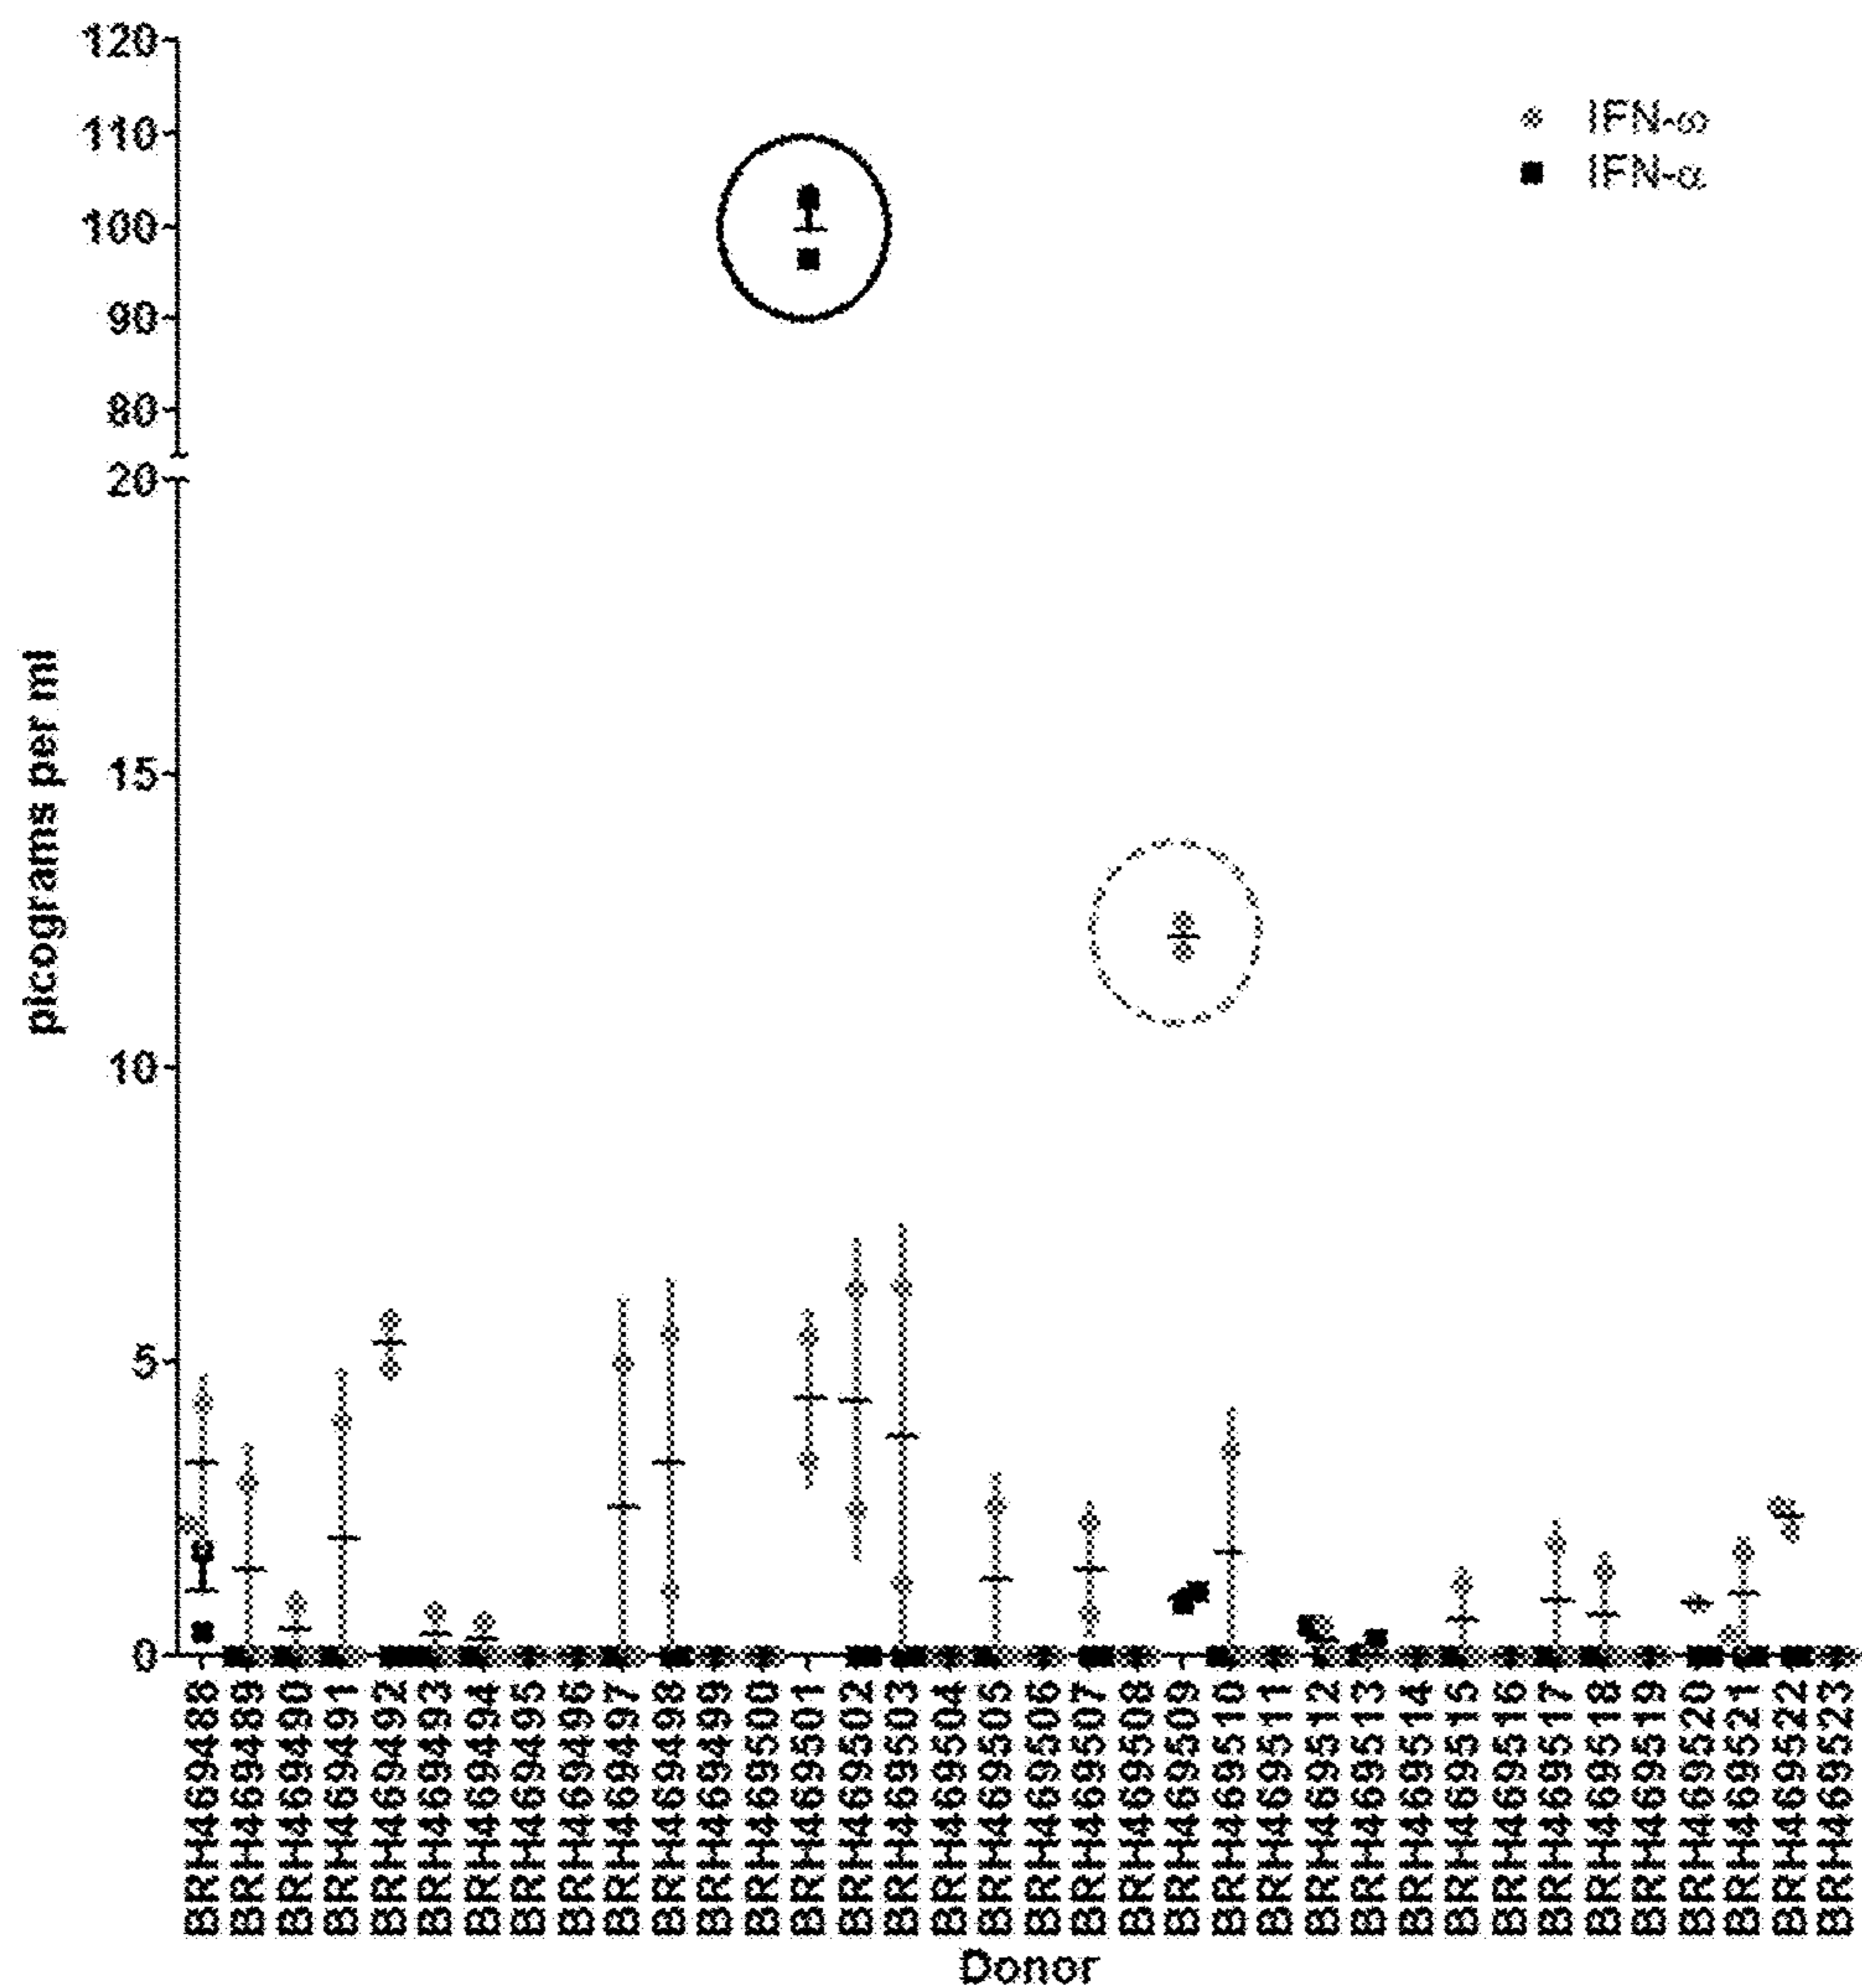 120
110
100
90
80
20
15
10
5
0
picograms per ml
IFN-ω
IFN-α
BRH469488
BRH469489
BRH469490
BRH469491
BRH469492
BRH469493
BRH469494
BRH469495
BRH469496
BRH469497
BRH469498
BRH469499
BRH469500
BRH469501
BRH469502
BRH469503
BRH469504
BRH469505
BRH469506
BRH469507
BRH469508
BRH469509
BRH469510
BRH469511
BRH469512
BRH469513
BRH469514
BRH469515
BRH469516
BRH469517
BRH469518
BRH469519
BRH469520
BRH469521
BRH469522
BRH469523
Donor